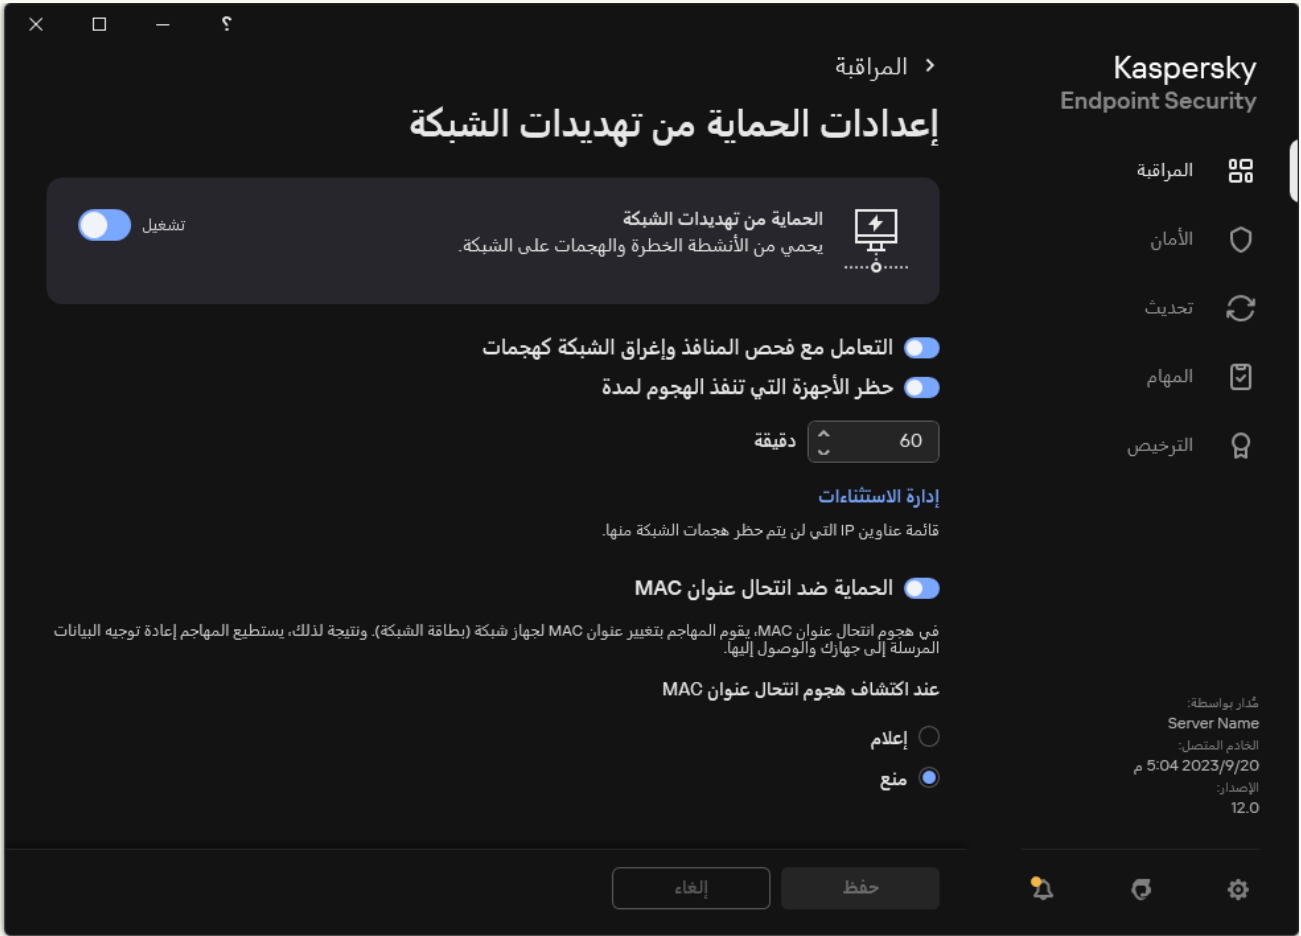 ؟
Kaspersky
Endpoint Security
المراقبة
الأمان
تحديث
المهام
الترخيص
مُدار بواسطة:
Server Name
الخادم المتصل:
2023/9/20 5:04 م
الإصدار:
12.0
المراقبة
إعدادات الحماية من تهديدات الشبكة
الحماية من تهديدات الشبكة
يحمي من الأنشطة الخطرة والهجمات على الشبكة.
تشغيل
التعامل مع فحص المنافذ وإغراق الشبكة كهجمات
حظر الأجهزة التي تنفذ الهجوم لمدة
60 دقيقة
إدارة الاستثناءات
قائمة عناوين IP التي لن يتم حظر هجمات الشبكة منها.
الحماية ضد انتحال عنوان MAC
في هجوم انتحال عنوان MAC، يقوم المهاجم بتغيير عنوان MAC لجهاز شبكة (بطاقة الشبكة). ونتيجة لذلك، يستطيع المهاجم إعادة توجيه البيانات
المرسلة إلى جهازك والوصول إليها.
عند اكتشاف هجوم انتحال عنوان MAC
إعلام
منع
حفظ
إلغاء